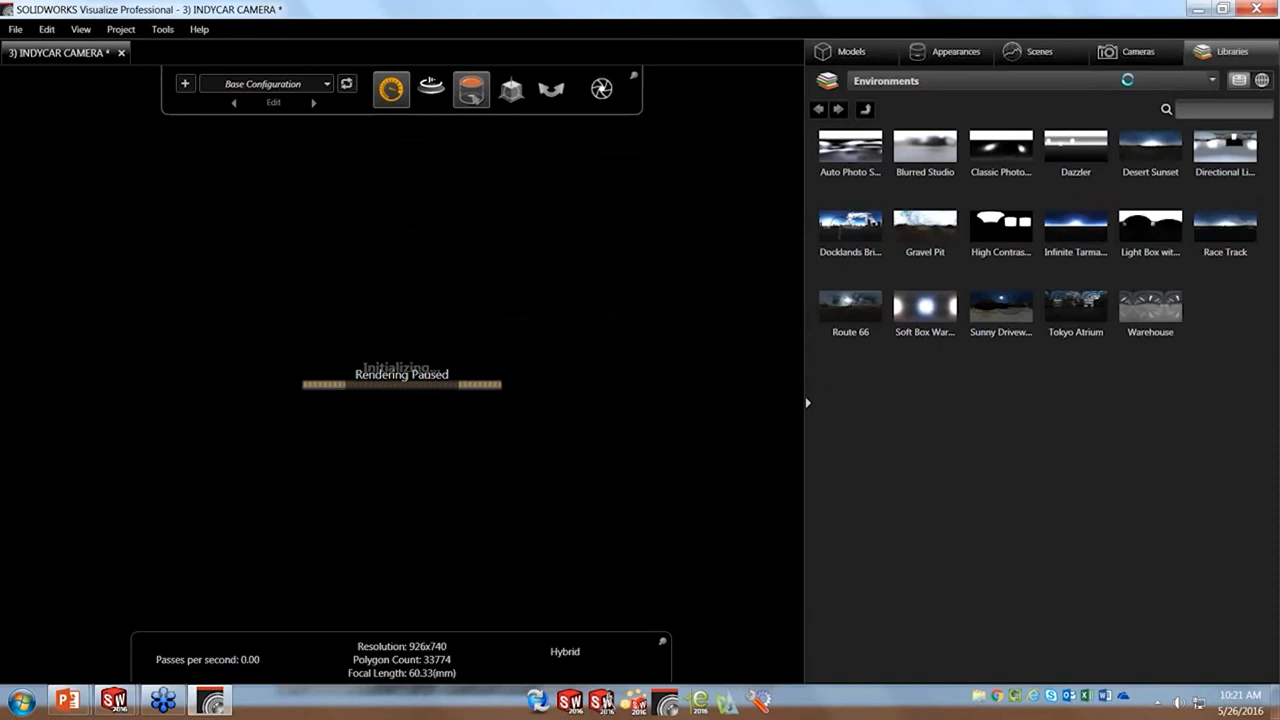 SOLIDWORKS Visualize Professional - 3) INDYCAR CAMERA *
File Edit View Project Tools Help
3) INDYCAR CAMERA *
Base Configuration
Edit
Models Appearances Scenes Cameras Libraries
Environments
Auto Photo S... Blurred Studio Classic Photo... Dazzler Desert Sunset Directional Li...
Docklands Bri... Gravel Pit High Contras... Infinite Tarma... Light Box wit... Race Track
Route 66 Soft Box War... Sunny Drivew... Tokyo Atrium Warehouse
Initializing...
Rendering Paused
Passes per second: 0.00
Resolution: 926x740
Polygon Count: 33774
Focal Length: 60.33(mm)
Hybrid
10:21 AM
5/26/2016